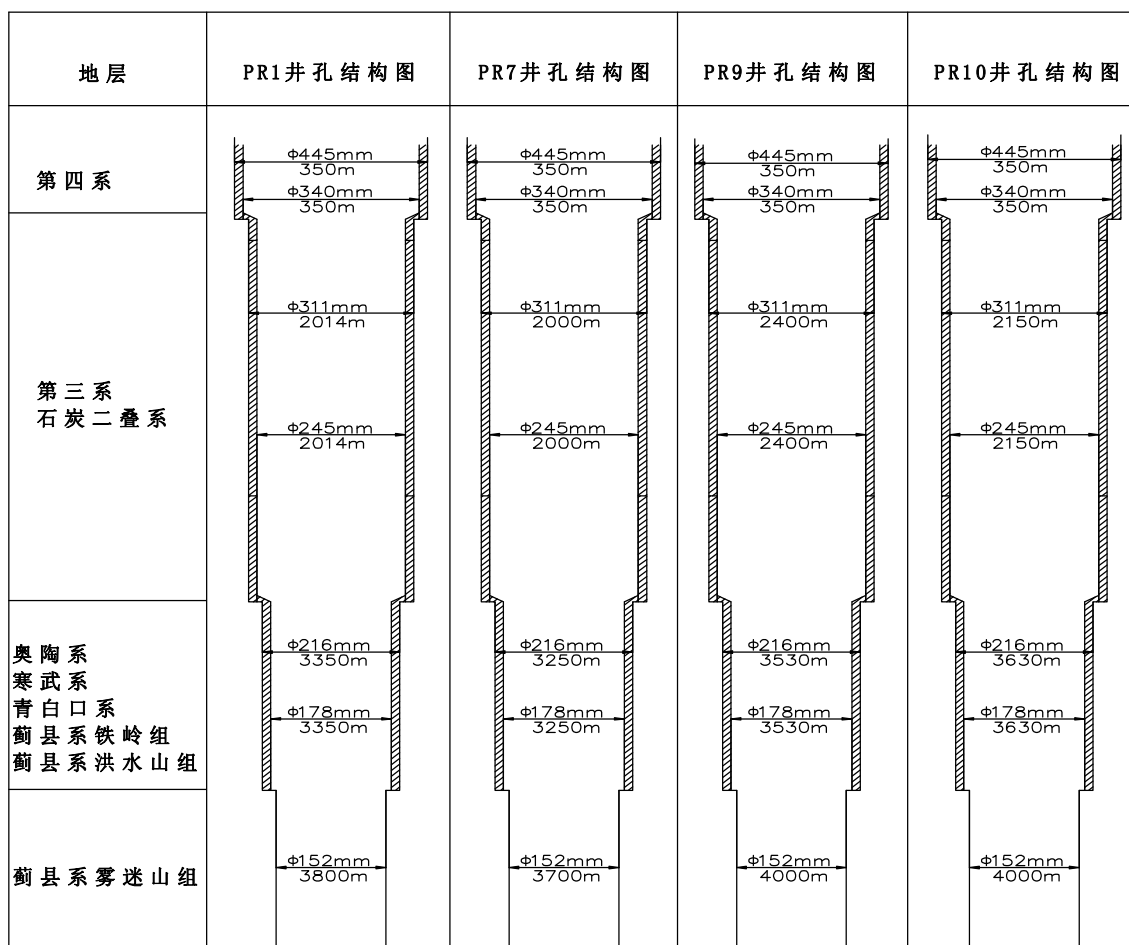 地层
PR1井孔结构图
PR7井孔结构图
PR9井孔结构图
PR10井孔结构图
第四系
Φ445mm
350m
Φ340mm
350m
Φ445mm
350m
Φ340mm
350m
Φ445mm
350m
Φ340mm
350m
Φ445mm
350m
Φ340mm
350m
第三系
石炭二叠系
Φ311mm
2014m
Φ245mm
2014m
Φ311mm
2000m
Φ245mm
2000m
Φ311mm
2400m
Φ245mm
2400m
Φ311mm
2150m
Φ245mm
2150m
奥陶系
寒武系
青白口系
蓟县系铁岭组
蓟县系洪水山组
Φ216mm
3350m
Φ178mm
3350m
Φ216mm
3250m
Φ178mm
3250m
Φ216mm
3530m
Φ178mm
3530m
Φ216mm
3630m
Φ178mm
3630m
蓟县系雾迷山组
Φ152mm
3800m
Φ152mm
3700m
Φ152mm
4000m
Φ152mm
4000m